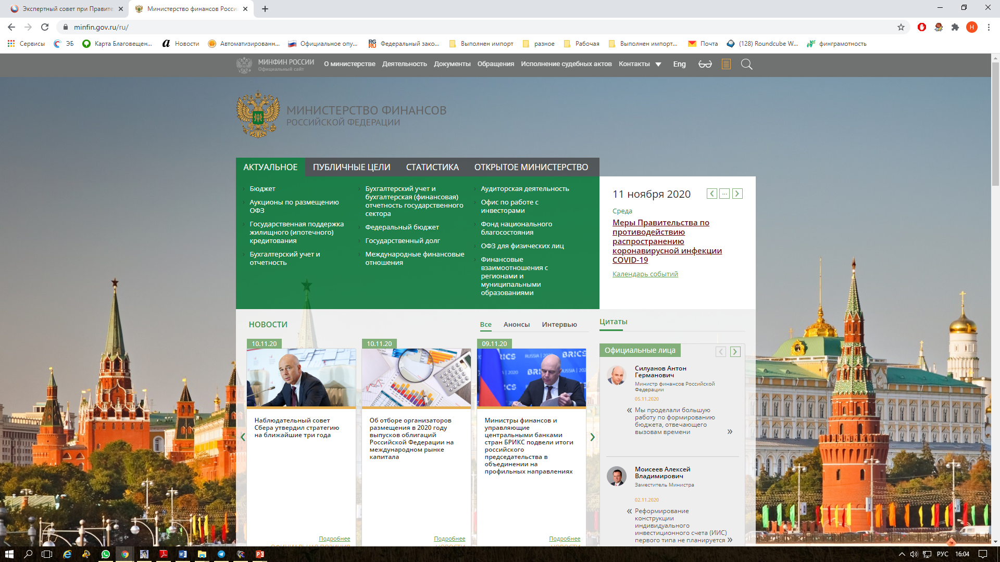 Экспертный совет при Правите
Министерство финансов Росси
minfin.gov.ru/ru/
Н
Сервисы
ЭБ
Карта Благовещен...
Новости
Автоматизированн...
Официальное опу...
Федеральный зако...
Выполнен импорт
разное
Рабочая
Выполнен импорт...
Почта
(128) Roundcube W...
финграмотность
МИНФИН РОССИИ
Официальный сайт
О министерстве
Деятельность
Документы
Обращения
Исполнение судебных актов
Контакты
Eng
МИНИСТЕРСТВО ФИНАНСОВ
РОССИЙСКОЙ ФЕДЕРАЦИИ
АКТУАЛЬНОЕ
ПУБЛИЧНЫЕ ЦЕЛИ
СТАТИСТИКА
ОТКРЫТОЕ МИНИСТЕРСТВО
Бюджет
Аукционы по размещению
ОФЗ
Государственная поддержка
жилищного (ипотечного)
кредитования
Бухгалтерский учет и
отчетность
Бухгалтерский учет и
бухгалтерская (финансовая)
отчетность государственного
сектора
Федеральный бюджет
Государственный долг
Международные финансовые
отношения
Аудиторская деятельность
Офис по работе с
инвесторами
Фонд национального
благосостояния
ОФЗ для физических лиц
Финансовые
взаимоотношения с
регионами и
муниципальными
образованиями
11 ноября 2020
...
Среда
Меры Правительства по
противодействию
распространению
коронавирусной инфекции
COVID-19
Календарь событий
НОВОСТИ
Все
Анонсы
Интервью
10.11.20
Наблюдательный совет
Сбера утвердил стратегию
на ближайшие три года
Подробнее
ОФИЦИАЛЬНАЯ ПОЗИЦИЯ
10.11.20
Об отборе организаторов
размещения в 2020 году
выпусков облигаций
Российской Федерации на
международном рынке
капитала
Подробнее
НОВОСТИ
09.11.20
BRICS
RUSSIA | 2020
Министры финансов и
управляющие
центральными банками
стран БРИКС подвели итоги
российского
председательства в
объединении на
профильных направлениях
Подробнее
НОВОСТИ
Цитаты
Официальные лица
Силуанов Антон
Германович
Министр финансов Российской
Федерации
05.11.2020
« Мы проделали большую
работу по формированию
бюджета, отвечающего
вызовам времени »
Моисеев Алексей
Владимирович
Заместитель Министра
02.11.2020
« Реформирование
конструкции
индивидуального
инвестиционного счета (ИИС)
первого типа не планируется »
РУС
16:04